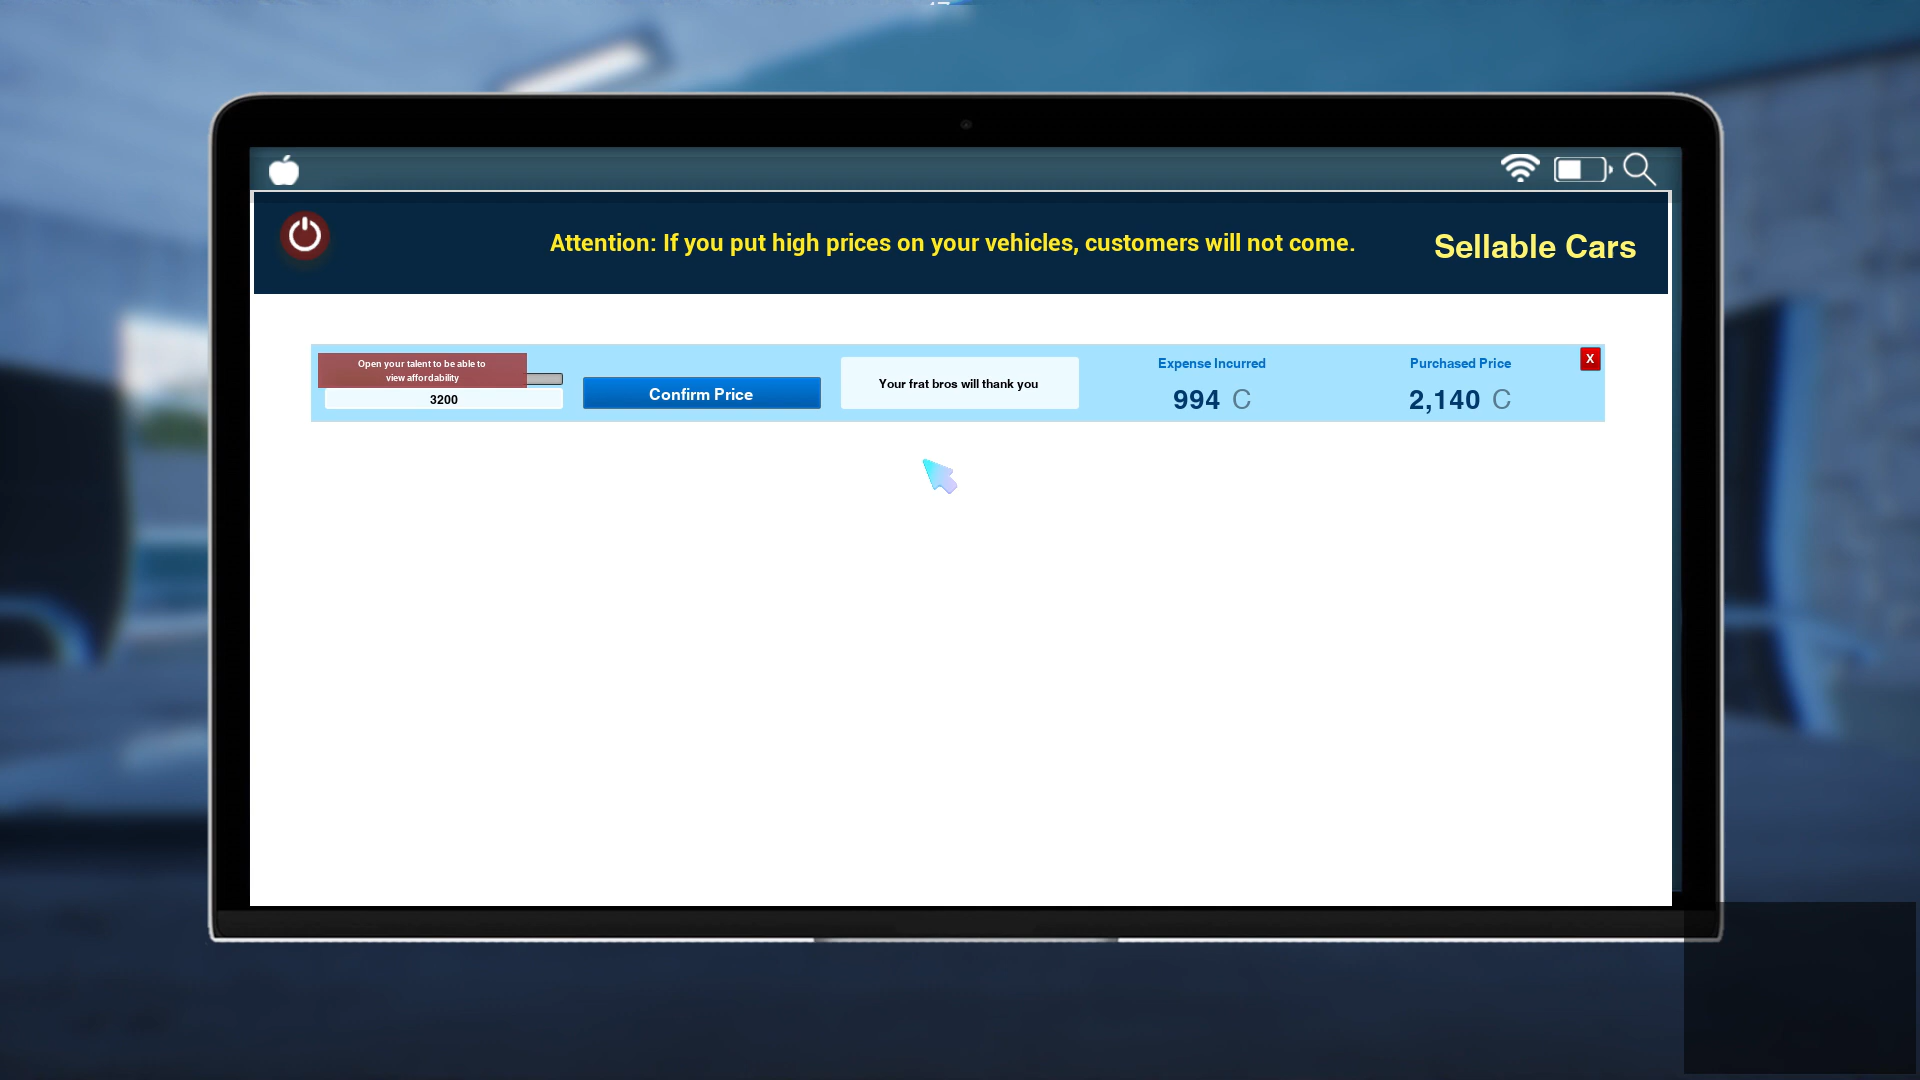 Attention: If you put high prices on your vehicles, customers will not come.
Sellable Cars
Open your talent to be able to
view affordability
3200
Confirm Price
Your frat bros will thank you
Expense Incurred
994 C
Purchased Price
2,140 C
X